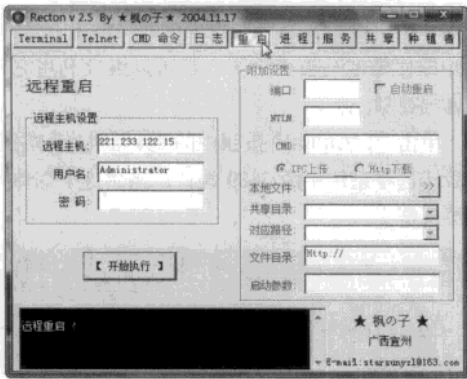 Recton v 2.5 By ★枫の子★ 2004.11.17
Terminal Telnet CMD 命令 日志 重启 进程 服务 共享 种植者
远程重启
远程主机设置
远程主机: 221.233.122.15
用户名: Administrator
密 码:
【 开始执行 】
附加设置
端口
自动重启
NTLM
CMD
IPC上传 Http下载
本地文件 >>
共享目录
对应路径
文件目录: Http://
启动参数
远程重启
★ 枫の子 ★
广西宜州
E-mail:starsunyzl@163.com